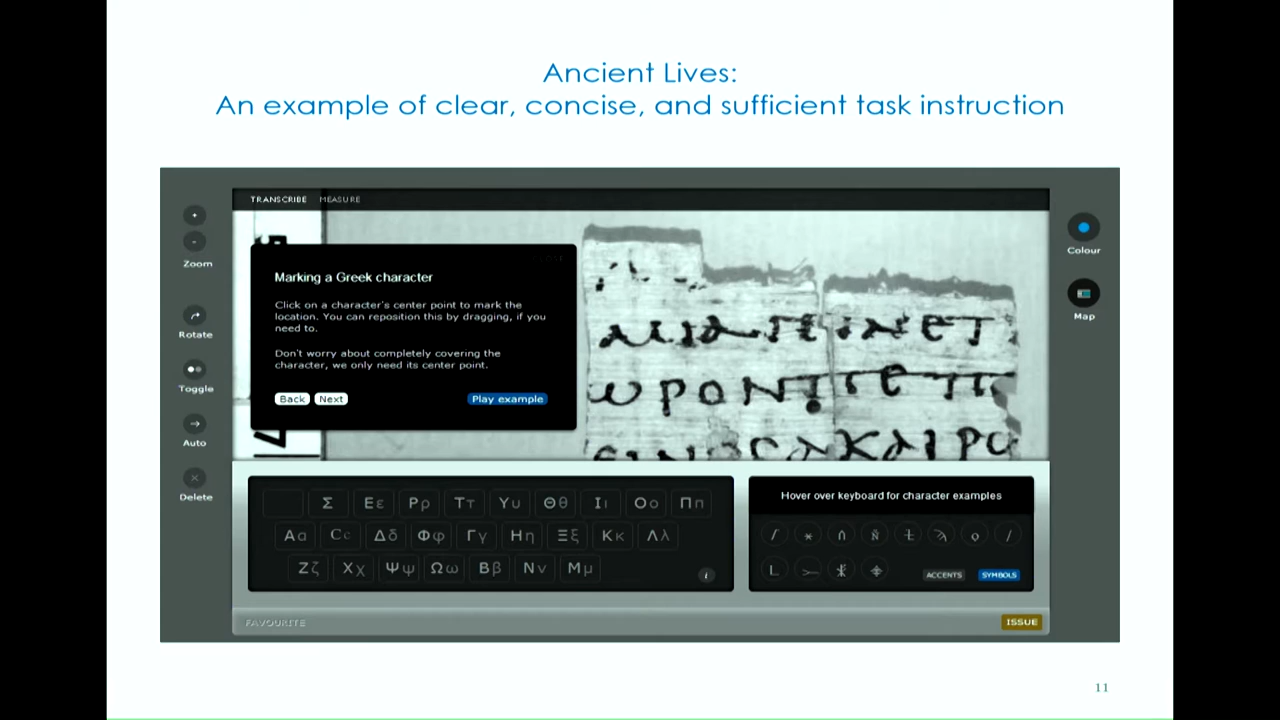 Ancient Lives:
An example of clear, concise, and sufficient task instruction
TRANSCRIBE MEASURE
+
-
Zoom
Rotate
Toggle
Auto
Delete
Marking a Greek character
Click on a character's center point to mark the
location. You can reposition this by dragging, if you
need to.
Don't worry about completely covering the
character, we only need its center point.
Back Next Play example
Colour
Map
Σ Εε Ρρ Ττ Υυ Θθ Ιι Οο Ππ
Αα Cc Δδ Φφ Γγ Ηη Ξξ Κκ Λλ
Ζζ Χχ Ψψ Ωω Ββ Νν Μμ
i
Hover over keyboard for character examples
ACCENTS SYMBOLS
FAVOURITE
ISSUE
11